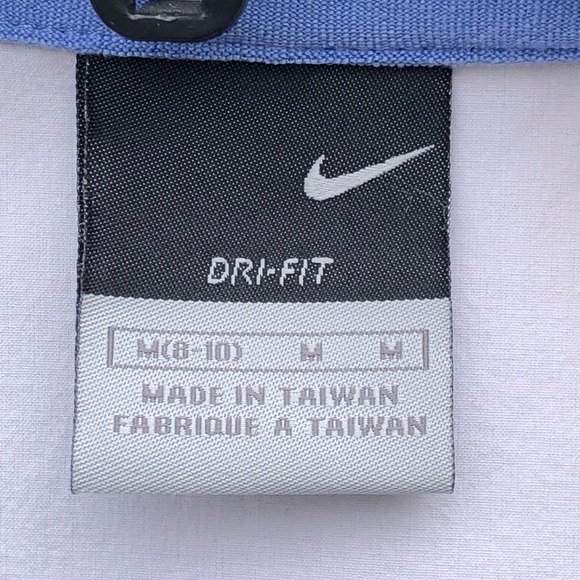 DRI-FIT
M(8-10) M M
MADE IN TAIWAN
FABRIQUE A TAIWAN